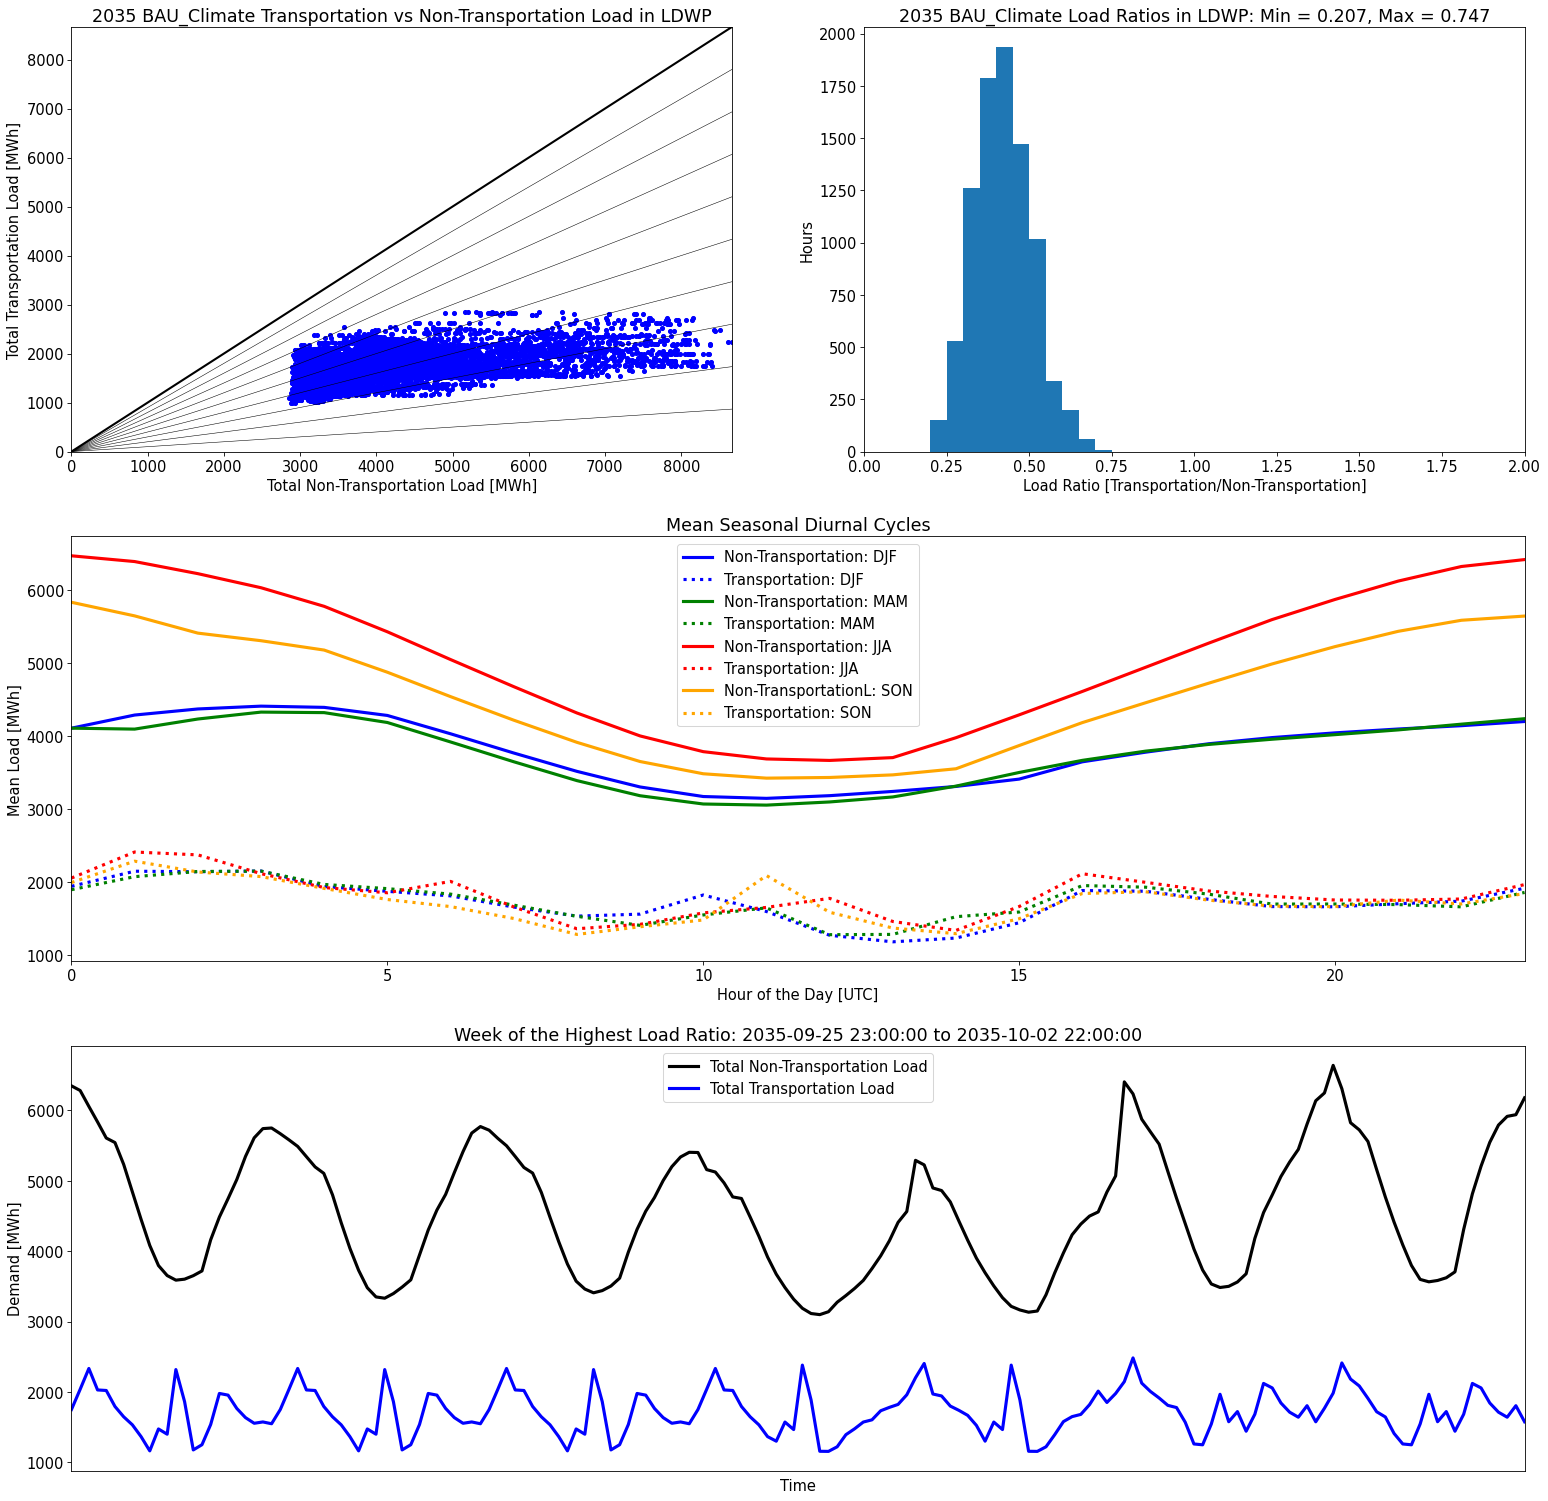 2035 BAU_Climate Transportation vs Non-Transportation Load in LDWP
Total Transportation Load [MWh]
8000
7000
6000
5000
4000
3000
2000
1000
0
0 1000 2000 3000 4000 5000 6000 7000 8000
Total Non-Transportation Load [MWh]
2035 BAU_Climate Load Ratios in LDWP: Min = 0.207, Max = 0.747
Hours
2000
1750
1500
1250
1000
750
500
250
0
0.00 0.25 0.50 0.75 1.00 1.25 1.50 1.75 2.00
Load Ratio [Transportation/Non-Transportation]
Mean Seasonal Diurnal Cycles
Mean Load [MWh]
6000
5000
4000
3000
2000
1000
Non-Transportation: DJF
Transportation: DJF
Non-Transportation: MAM
Transportation: MAM
Non-Transportation: JJA
Transportation: JJA
Non-TransportationL: SON
Transportation: SON
0 5 10 15 20
Hour of the Day [UTC]
Week of the Highest Load Ratio: 2035-09-25 23:00:00 to 2035-10-02 22:00:00
Demand [MWh]
6000
5000
4000
3000
2000
1000
Total Non-Transportation Load
Total Transportation Load
Time